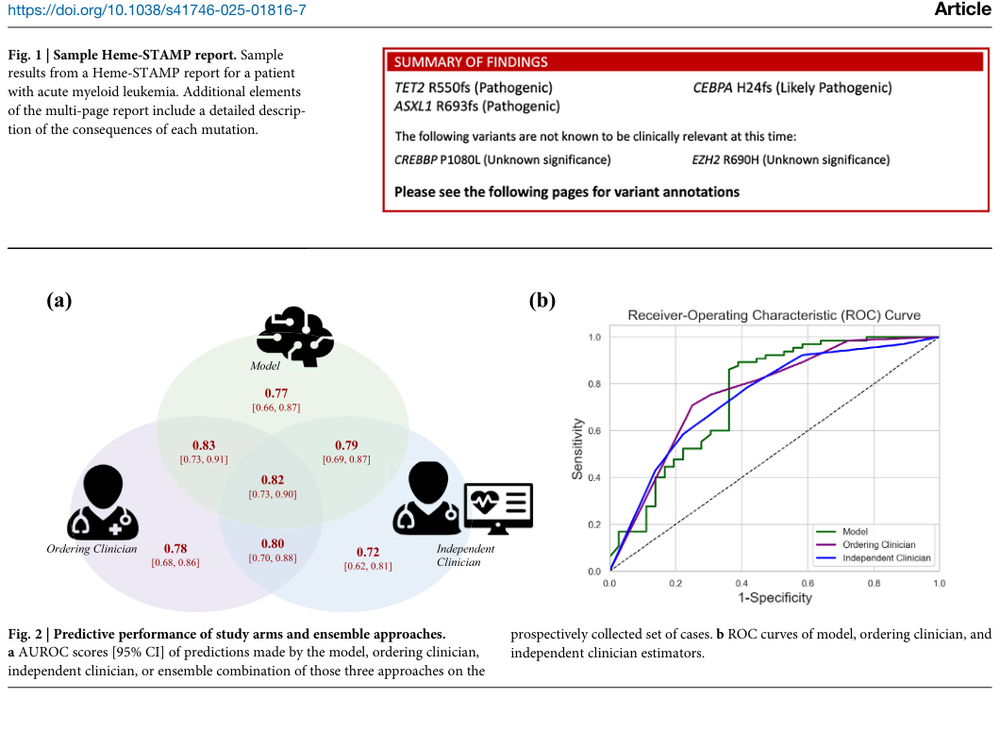 https://doi.org/10.1038/s41746-025-01816-7
Article
Fig. 1 | Sample Heme-STAMP report. Sample
results from a Heme-STAMP report for a patient
with acute myeloid leukemia. Additional elements
of the multi-page report include a detailed descrip-
tion of the consequences of each mutation.
SUMMARY OF FINDINGS
TET2 R550fs (Pathogenic)
CEBPA H24fs (Likely Pathogenic)
ASXL1 R693fs (Pathogenic)
The following variants are not known to be clinically relevant at this time:
CREBBP P1080L (Unknown significance)
EZH2 R690H (Unknown significance)
Please see the following pages for variant annotations
(a)
Model
0.77
[0.66, 0.87]
0.83
[0.73, 0.91]
0.79
[0.69, 0.87]
0.82
[0.73, 0.90]
Ordering Clinician
0.78
[0.68, 0.86]
0.80
[0.70, 0.88]
0.72
[0.62, 0.81]
Independent
Clinician
(b)
Receiver-Operating Characteristic (ROC) Curve
Sensitivity
1.0
0.8
0.6
0.4
0.2
0.0
Model
Ordering Clinician
Independent Clinician
0.0
0.2
0.4
0.6
0.8
1.0
1-Specificity
Fig. 2 | Predictive performance of study arms and ensemble approaches.
a AUROC scores [95% CI] of predictions made by the model, ordering clinician,
independent clinician, or ensemble combination of those three approaches on the
prospectively collected set of cases. b ROC curves of model, ordering clinician, and
independent clinician estimators.